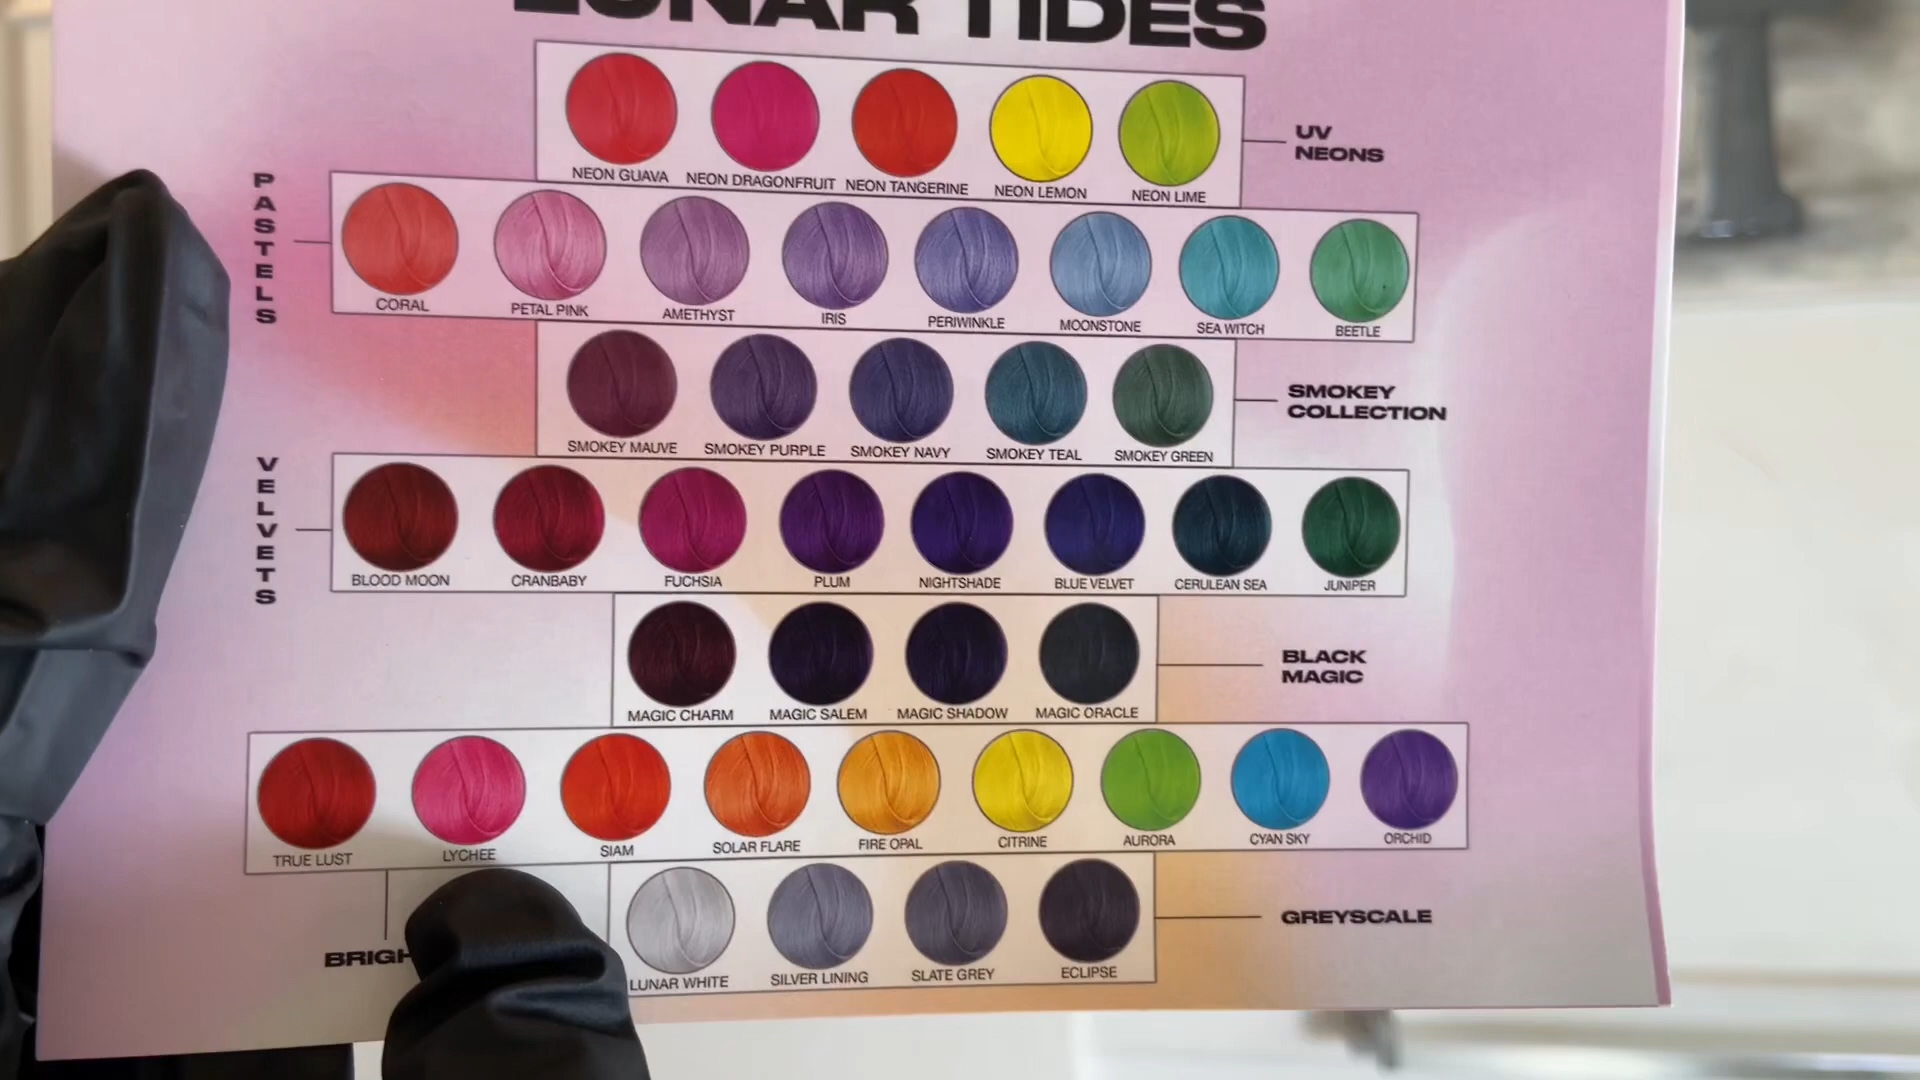 LUNAR TIDES
NEON GUAVA NEON DRAGONFRUIT NEON TANGERINE NEON LEMON NEON LIME
UV
NEONS
PASTELS
CORAL PETAL PINK AMETHYST IRIS PERIWINKLE MOONSTONE SEA WITCH BEETLE
SMOKEY
COLLECTION
SMOKEY MAUVE SMOKEY PURPLE SMOKEY NAVY SMOKEY TEAL SMOKEY GREEN
VELVETS
BLOOD MOON CRANBABY FUCHSIA PLUM NIGHTSHADE BLUE VELVET CERULEAN SEA JUNIPER
BLACK
MAGIC
MAGIC CHARM MAGIC SALEM MAGIC SHADOW MAGIC ORACLE
TRUE LUST LYCHEE SIAM SOLAR FLARE FIRE OPAL CITRINE AURORA CYAN SKY ORCHID
BRIGH
GREYSCALE
LUNAR WHITE SILVER LINING SLATE GREY ECLIPSE